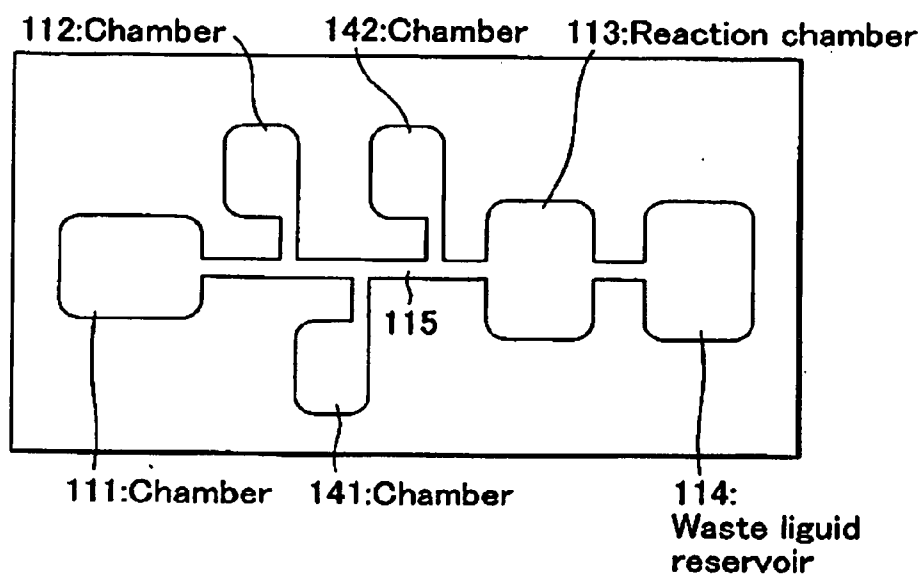 112:Chamber
142:Chamber
113:Reaction chamber
115
111:Chamber
141:Chamber
114:
Waste liguid
reservoir